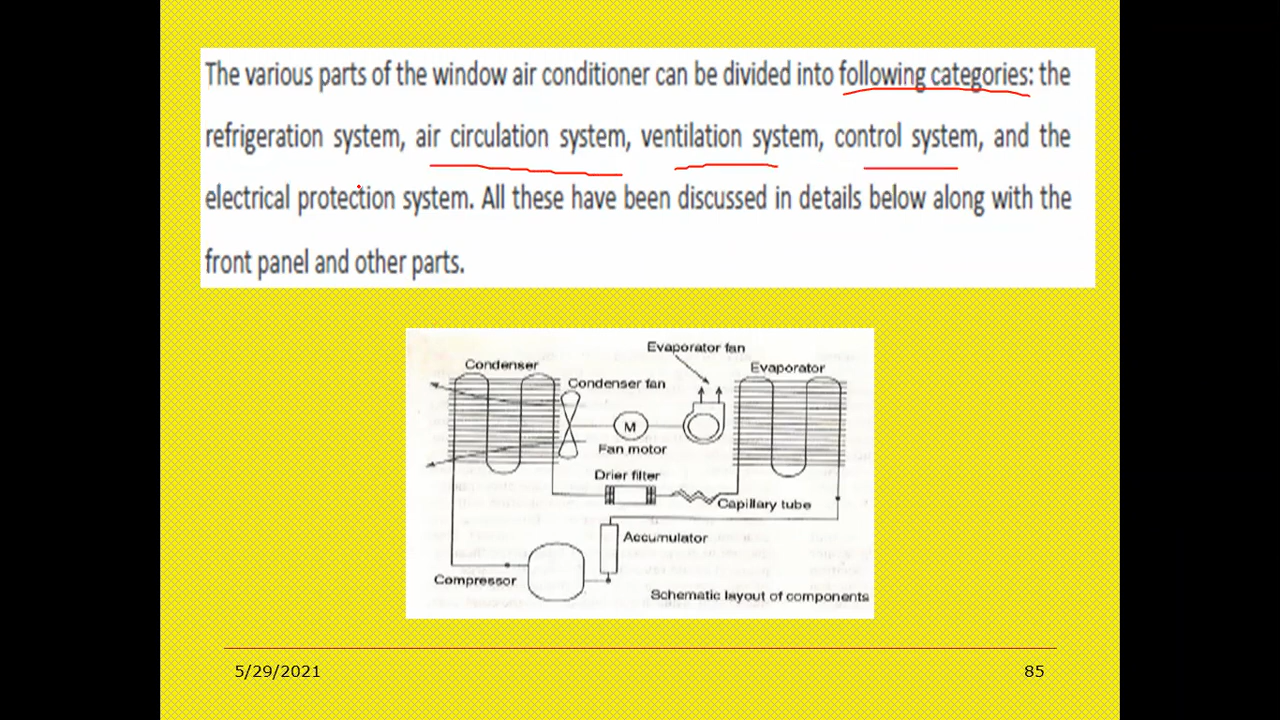 The various parts of the window air conditioner can be divided into following categories: the
refrigeration system, air circulation system, ventilation system, control system, and the
electrical protection system. All these have been discussed in details below along with the
front panel and other parts.
Evaporator fan
Condenser
Evaporator
Condenser fan
M
Fan motor
Drier filter
Capillary tube
Accumulator
Compressor
Schematic layout of components
5/29/2021
85